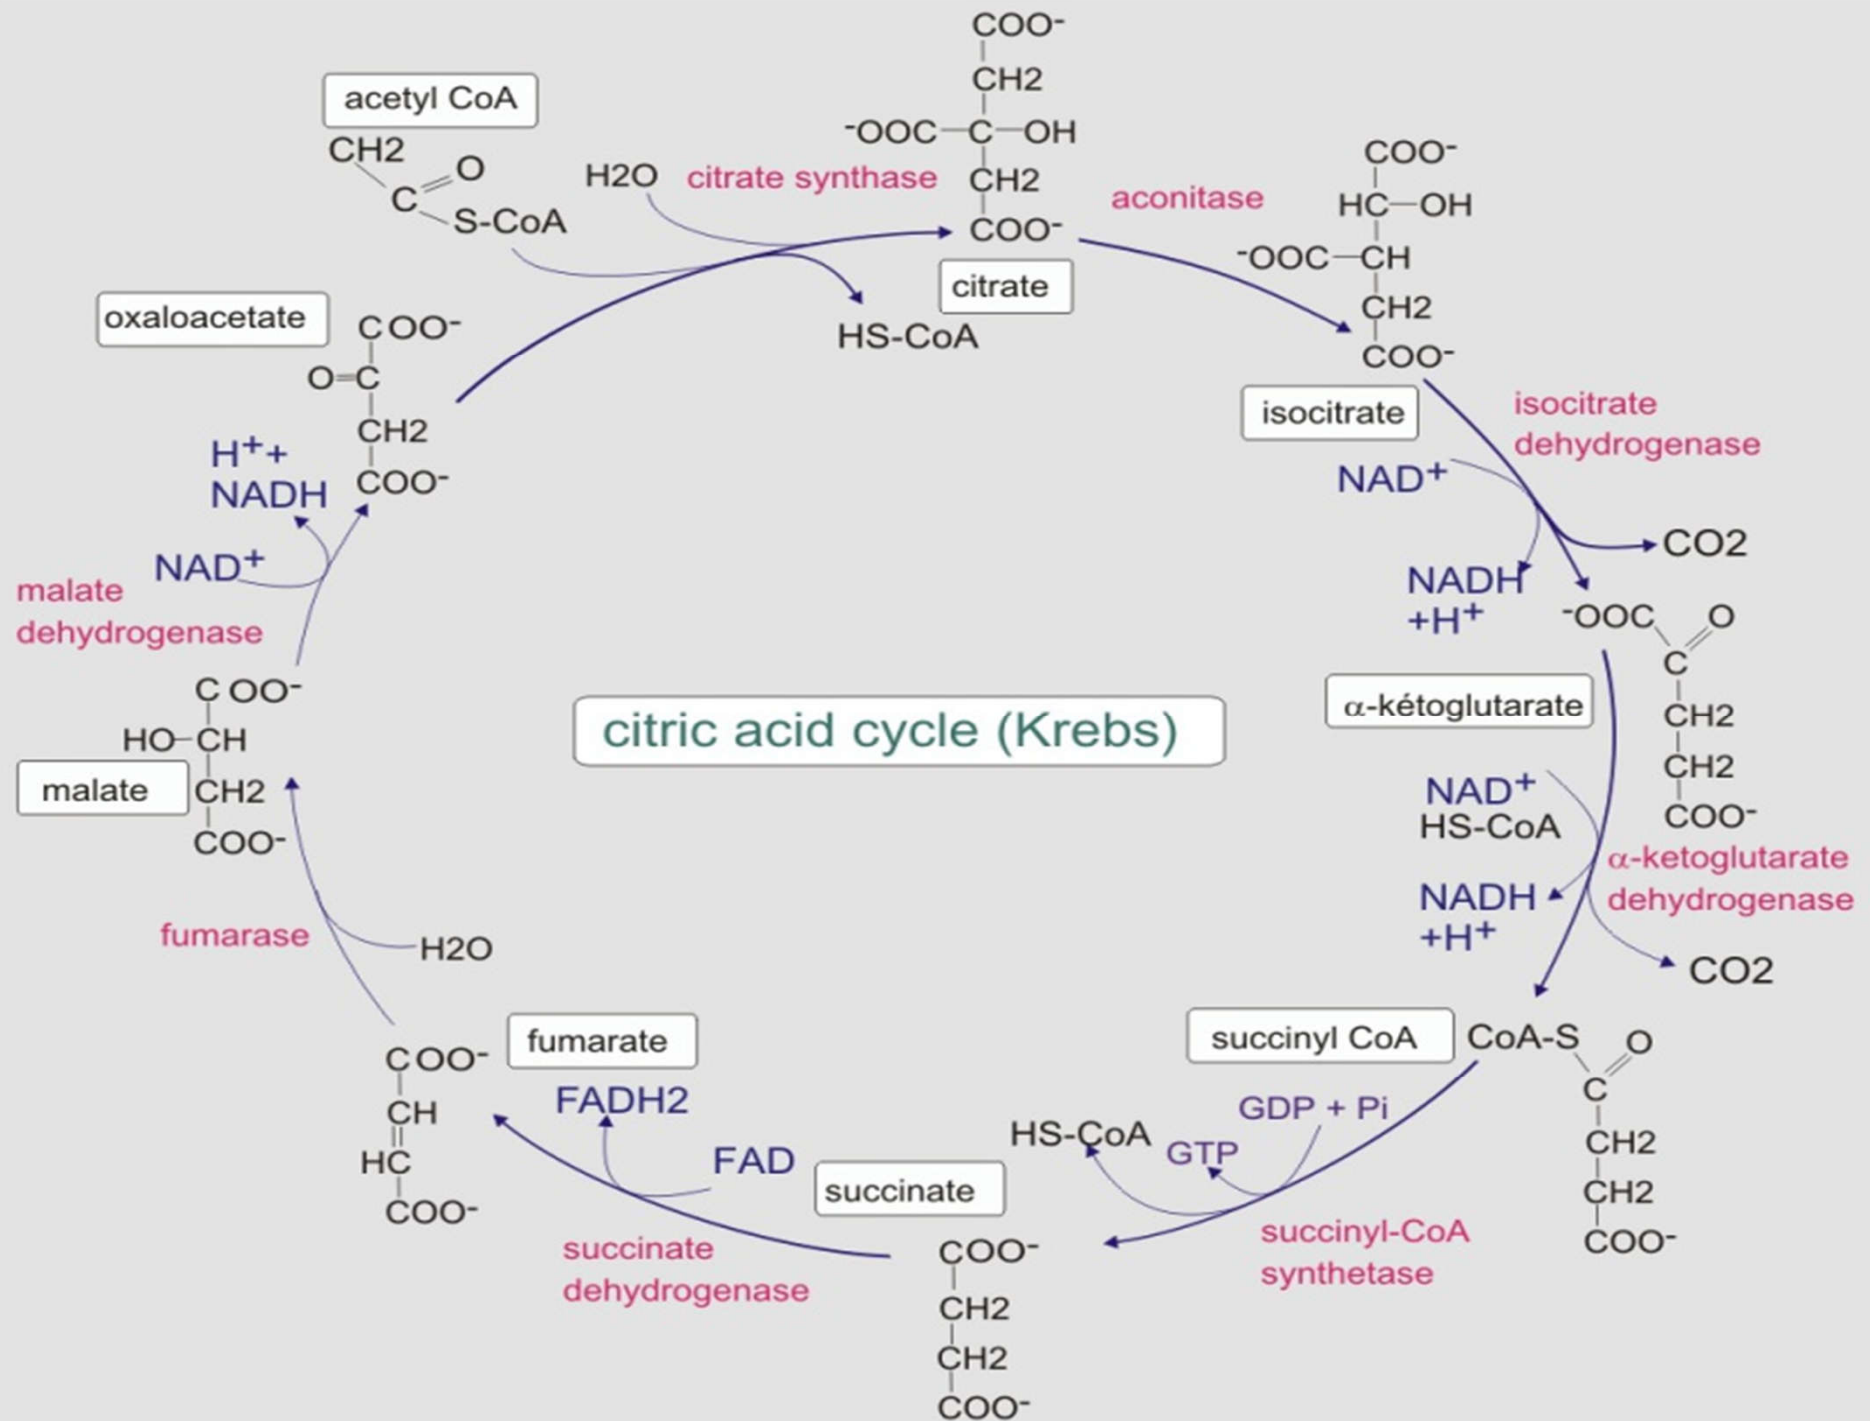 acetyl CoA
CH2
O
C
S-CoA
H2O
citrate synthase
COO-
CH2
-OOC-C-OH
CH2
COO-
citrate
HS-CoA
aconitase
COO-
HC-OH
-OOC-CH
CH2
COO-
isocitrate
isocitrate
dehydrogenase
NAD+
CO2
NADH
+H+
-OOC
O
C
CH2
CH2
COO-
α-kétoglutarate
NAD+
HS-CoA
α-ketoglutarate
dehydrogenase
NADH
+H+
CO2
succinyl CoA
CoA-S
O
C
CH2
CH2
COO-
GDP + Pi
GTP
HS-CoA
succinyl-CoA
synthetase
succinate
COO-
CH2
CH2
COO-
FAD
FADH2
succinate
dehydrogenase
fumarate
COO-
CH
HC
COO-
H2O
fumarase
malate
COO-
HO-CH
CH2
COO-
malate
dehydrogenase
NAD+
H++
NADH
oxaloacetate
COO-
O=C
CH2
COO-
citric acid cycle (Krebs)